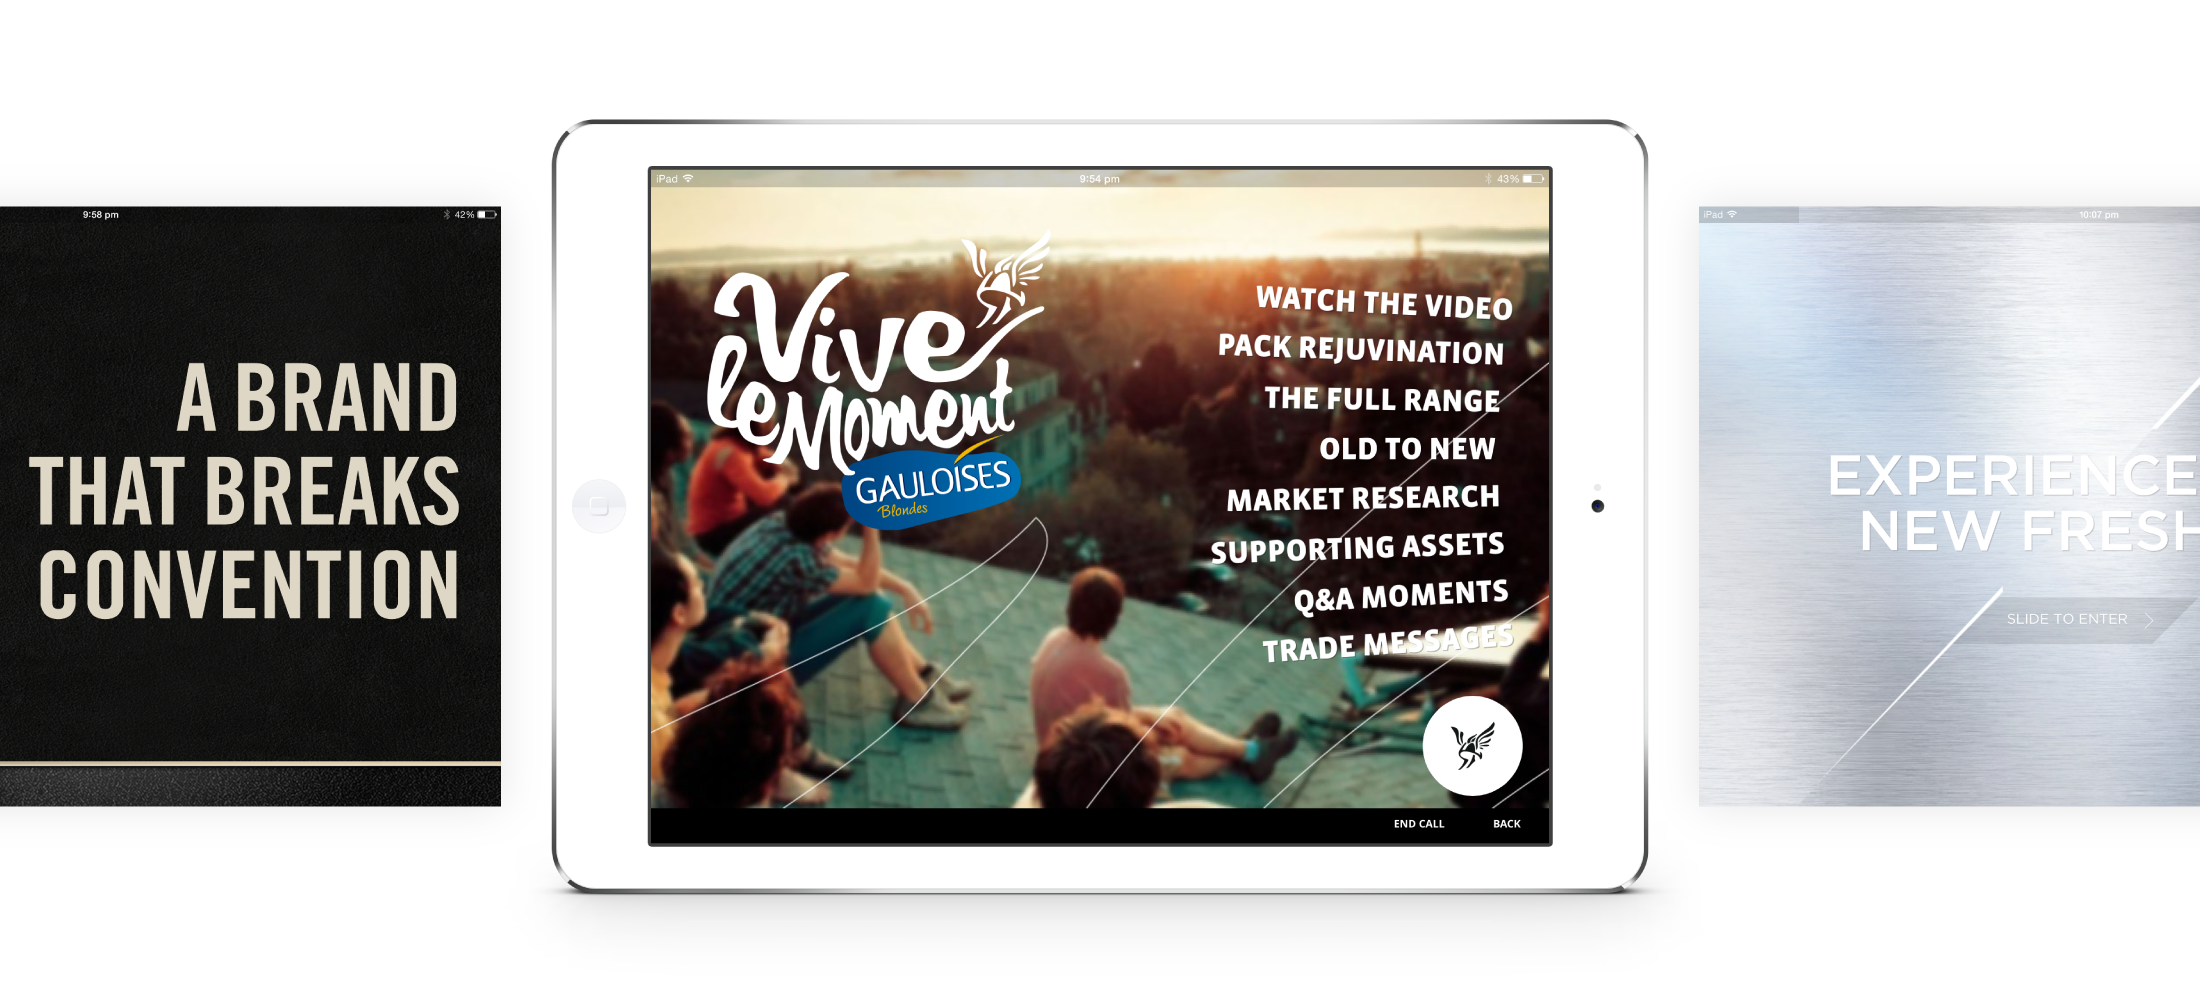 9:58 pm
42%
A BRAND
THAT BREAKS
CONVENTION
iPad
9:54 pm
43%
Vive
le Moment
GAULOISES
Blondes
WATCH THE VIDEO
PACK REJUVINATION
THE FULL RANGE
OLD TO NEW
MARKET RESEARCH
SUPPORTING ASSETS
Q&A MOMENTS
TRADE MESSAGES
END CALL
BACK
iPad
10:07 pm
EXPERIENCE
NEW FRESH
SLIDE TO ENTER